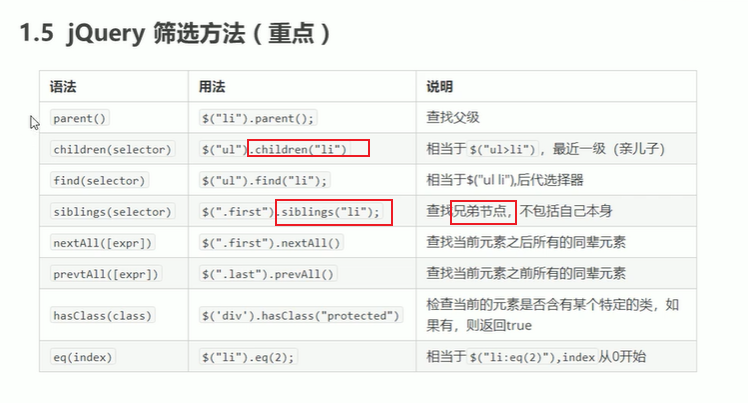 1.5 jQuery 筛选方法（重点）
语法 用法 说明
parent() $("li").parent(); 查找父级
children(selector) $("ul").children("li") 相当于 $("ul>li") ，最近一级（亲儿子）
find(selector) $("ul").find("li"); 相当于$("ul li"),后代选择器
siblings(selector) $(".first").siblings("li"); 查找兄弟节点，不包括自己本身
nextAll([expr]) $(".first").nextAll() 查找当前元素之后所有的同辈元素
prevtAll([expr]) $(".last").prevAll() 查找当前元素之前所有的同辈元素
hasClass(class) $('div').hasClass("protected") 检查当前的元素是否含有某个特定的类，如
果有，则返回true
eq(index) $("li").eq(2); 相当于 $("li:eq(2)"),index 从0开始